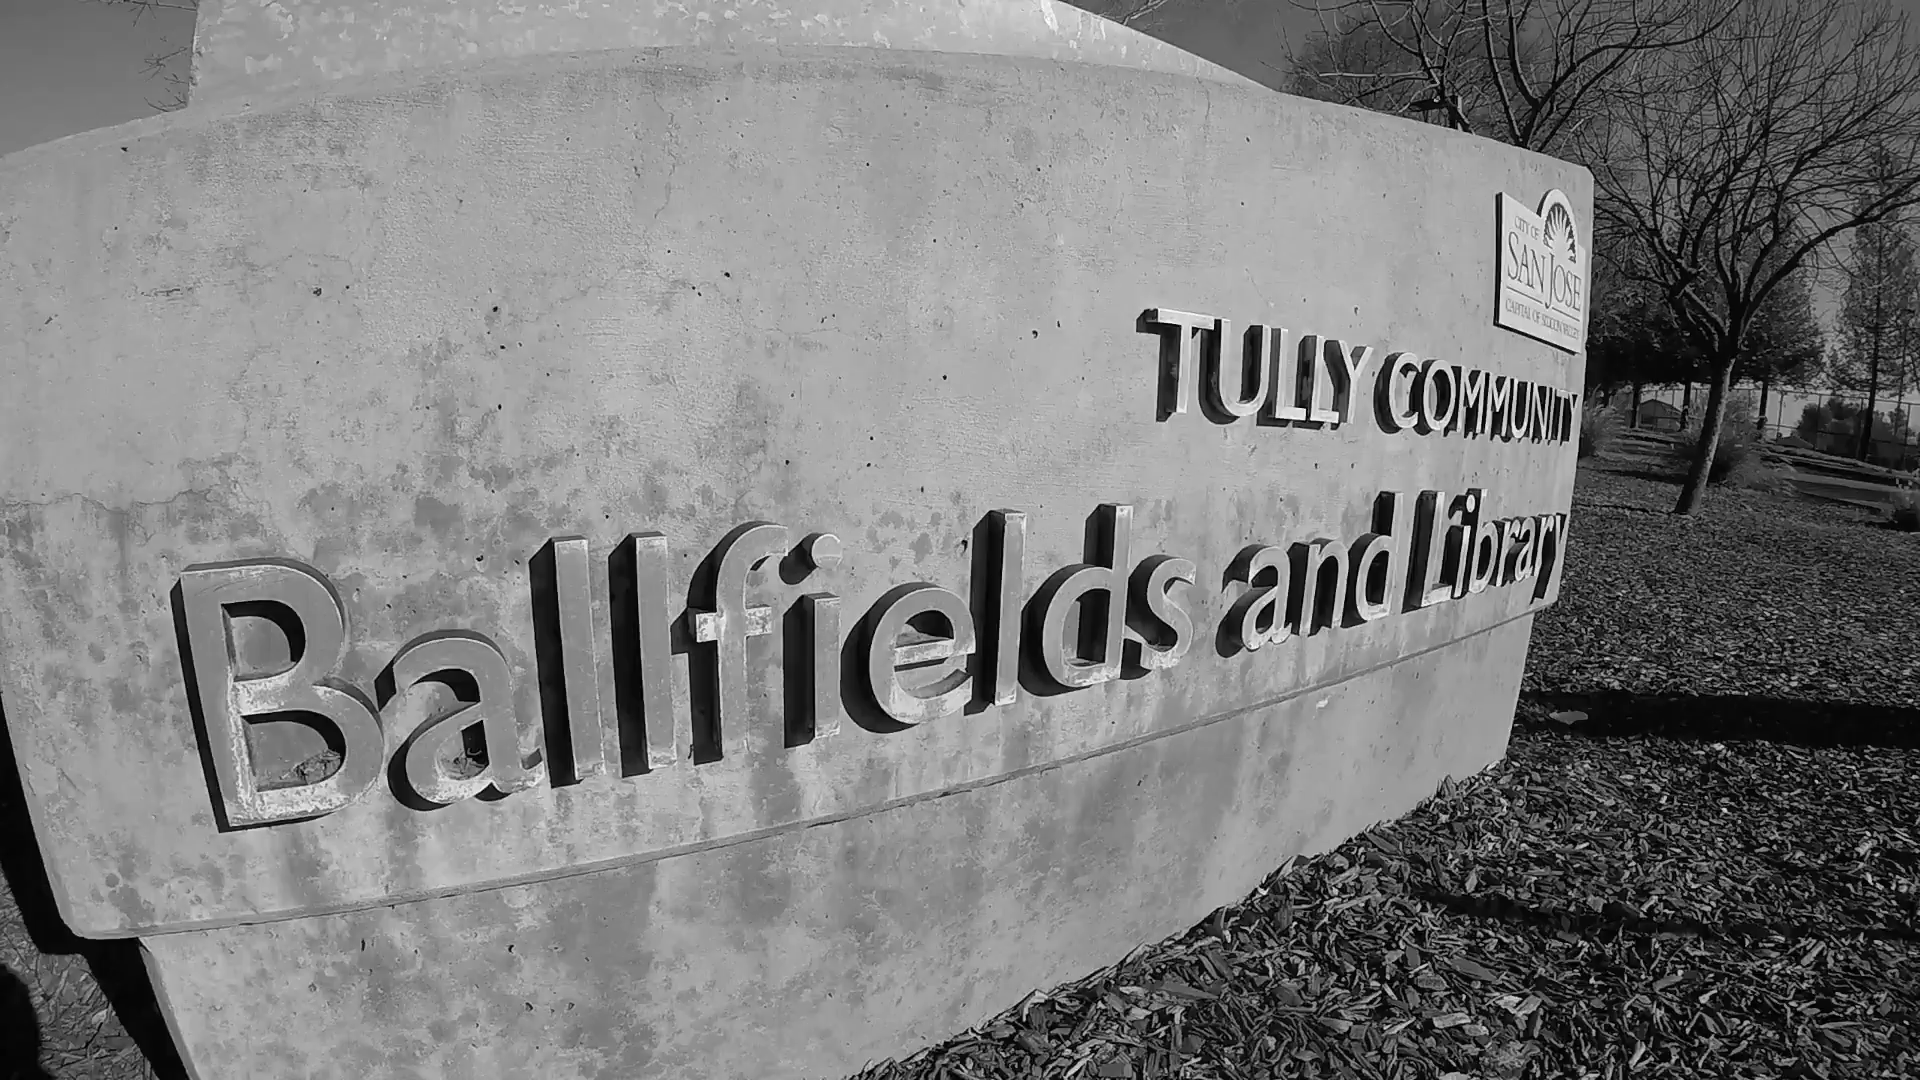 CITY OF
SAN JOSE
CAPITAL OF SILICON VALLEY
TULLY COMMUNITY
Ballfields and Library